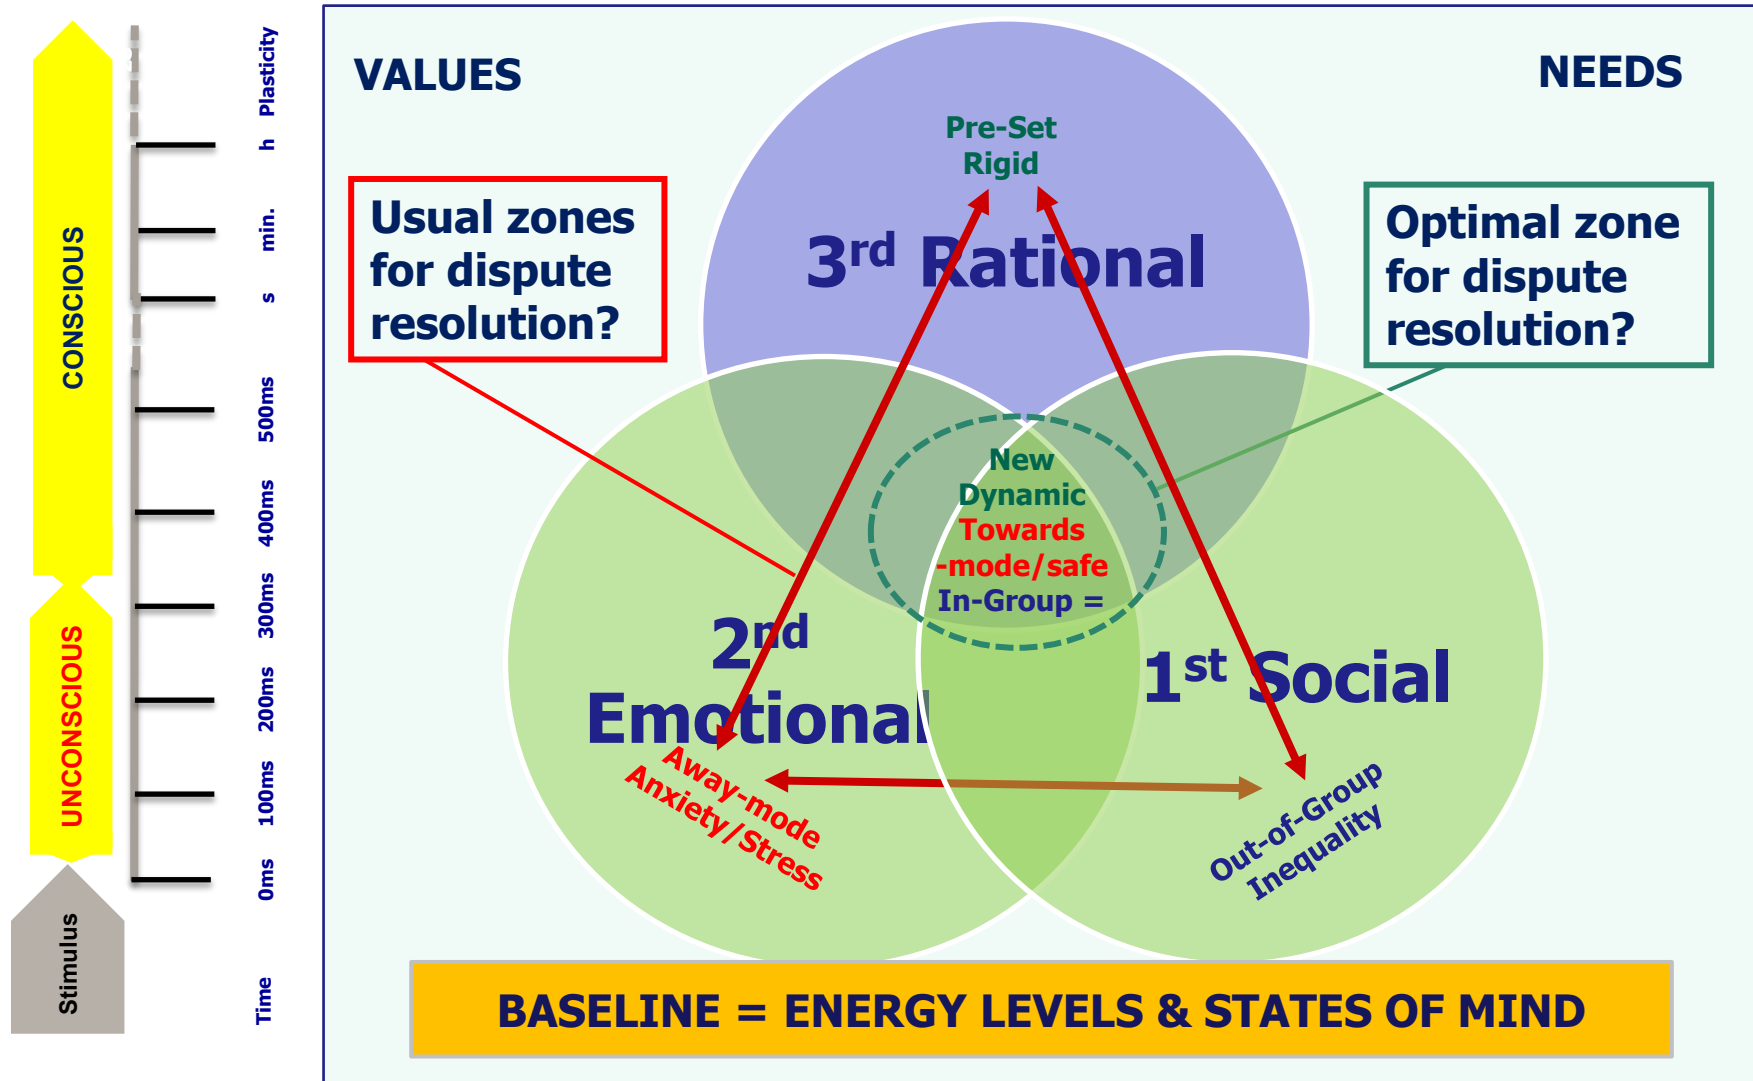 Plasticity
h
min.
s
500ms
400ms
300ms
200ms
100ms
0ms
Time
CONSCIOUS
UNCONSCIOUS
Stimulus
VALUES
NEEDS
Usual zones
for dispute
resolution?
Optimal zone
for dispute
resolution?
Pre-Set
Rigid
3rd Rational
New
Dynamic
Towards
-mode/safe
In-Group =
2nd
Emotional
1st Social
Away-mode
Anxiety/Stress
Out-of-Group
Inequality
BASELINE = ENERGY LEVELS & STATES OF MIND